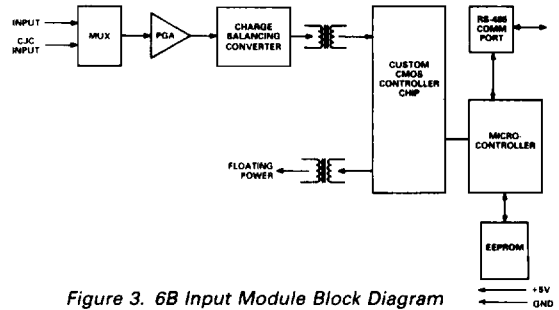 INPUT
CJC
INPUT
MUX
PGA
CHARGE
BALANCING
CONVERTER
CUSTOM
CMOS
CONTROLLER
CHIP
RS-485
COMM
PORT
MICRO-
CONTROLLER
FLOATING
POWER
EEPROM
+5V
GND
Figure 3. 6B Input Module Block Diagram